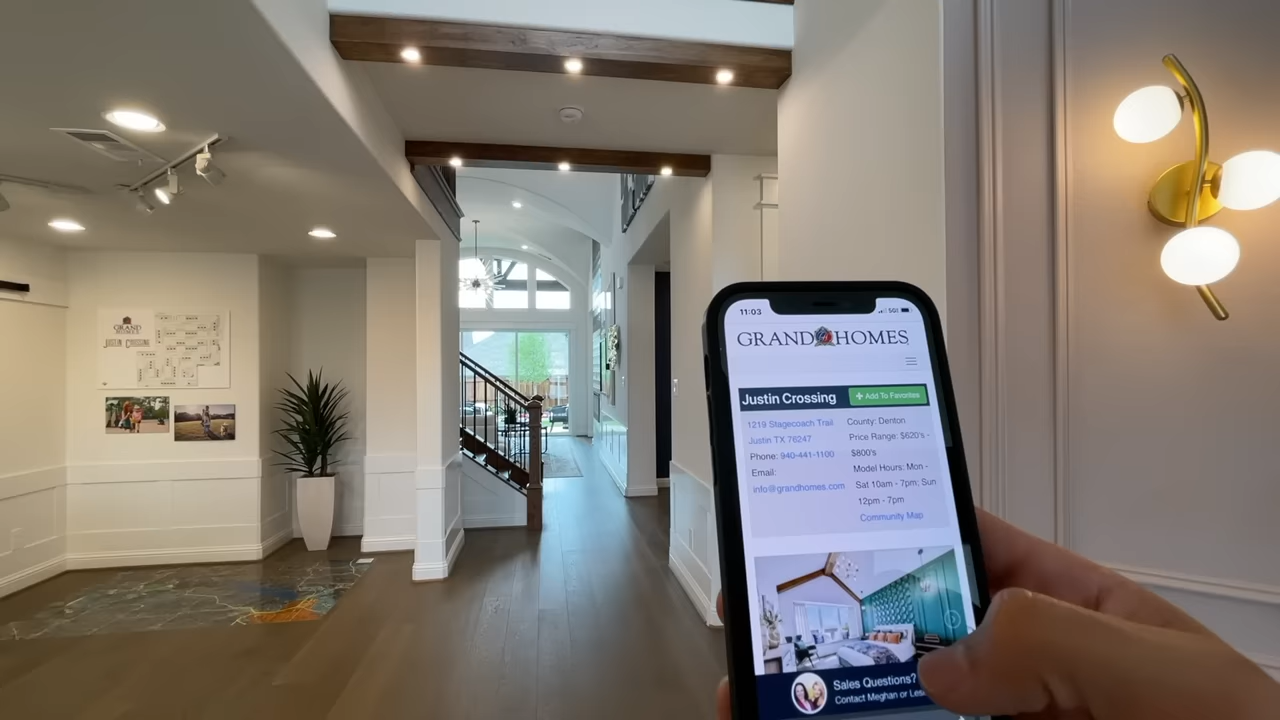 GRAND
HOMES
JUSTIN CROSSING
11:03
5G
GRAND HOMES
Justin Crossing
+ Add To Favorites
1219 Stagecoach Trail
Justin TX 76247
Phone: 940-441-1100
Email:
info@grandhomes.com
County: Denton
Price Range: $620's -
$800's
Model Hours: Mon -
Sat 10am - 7pm; Sun
12pm - 7pm
Community Map
Sales Questions?
Contact Meghan or